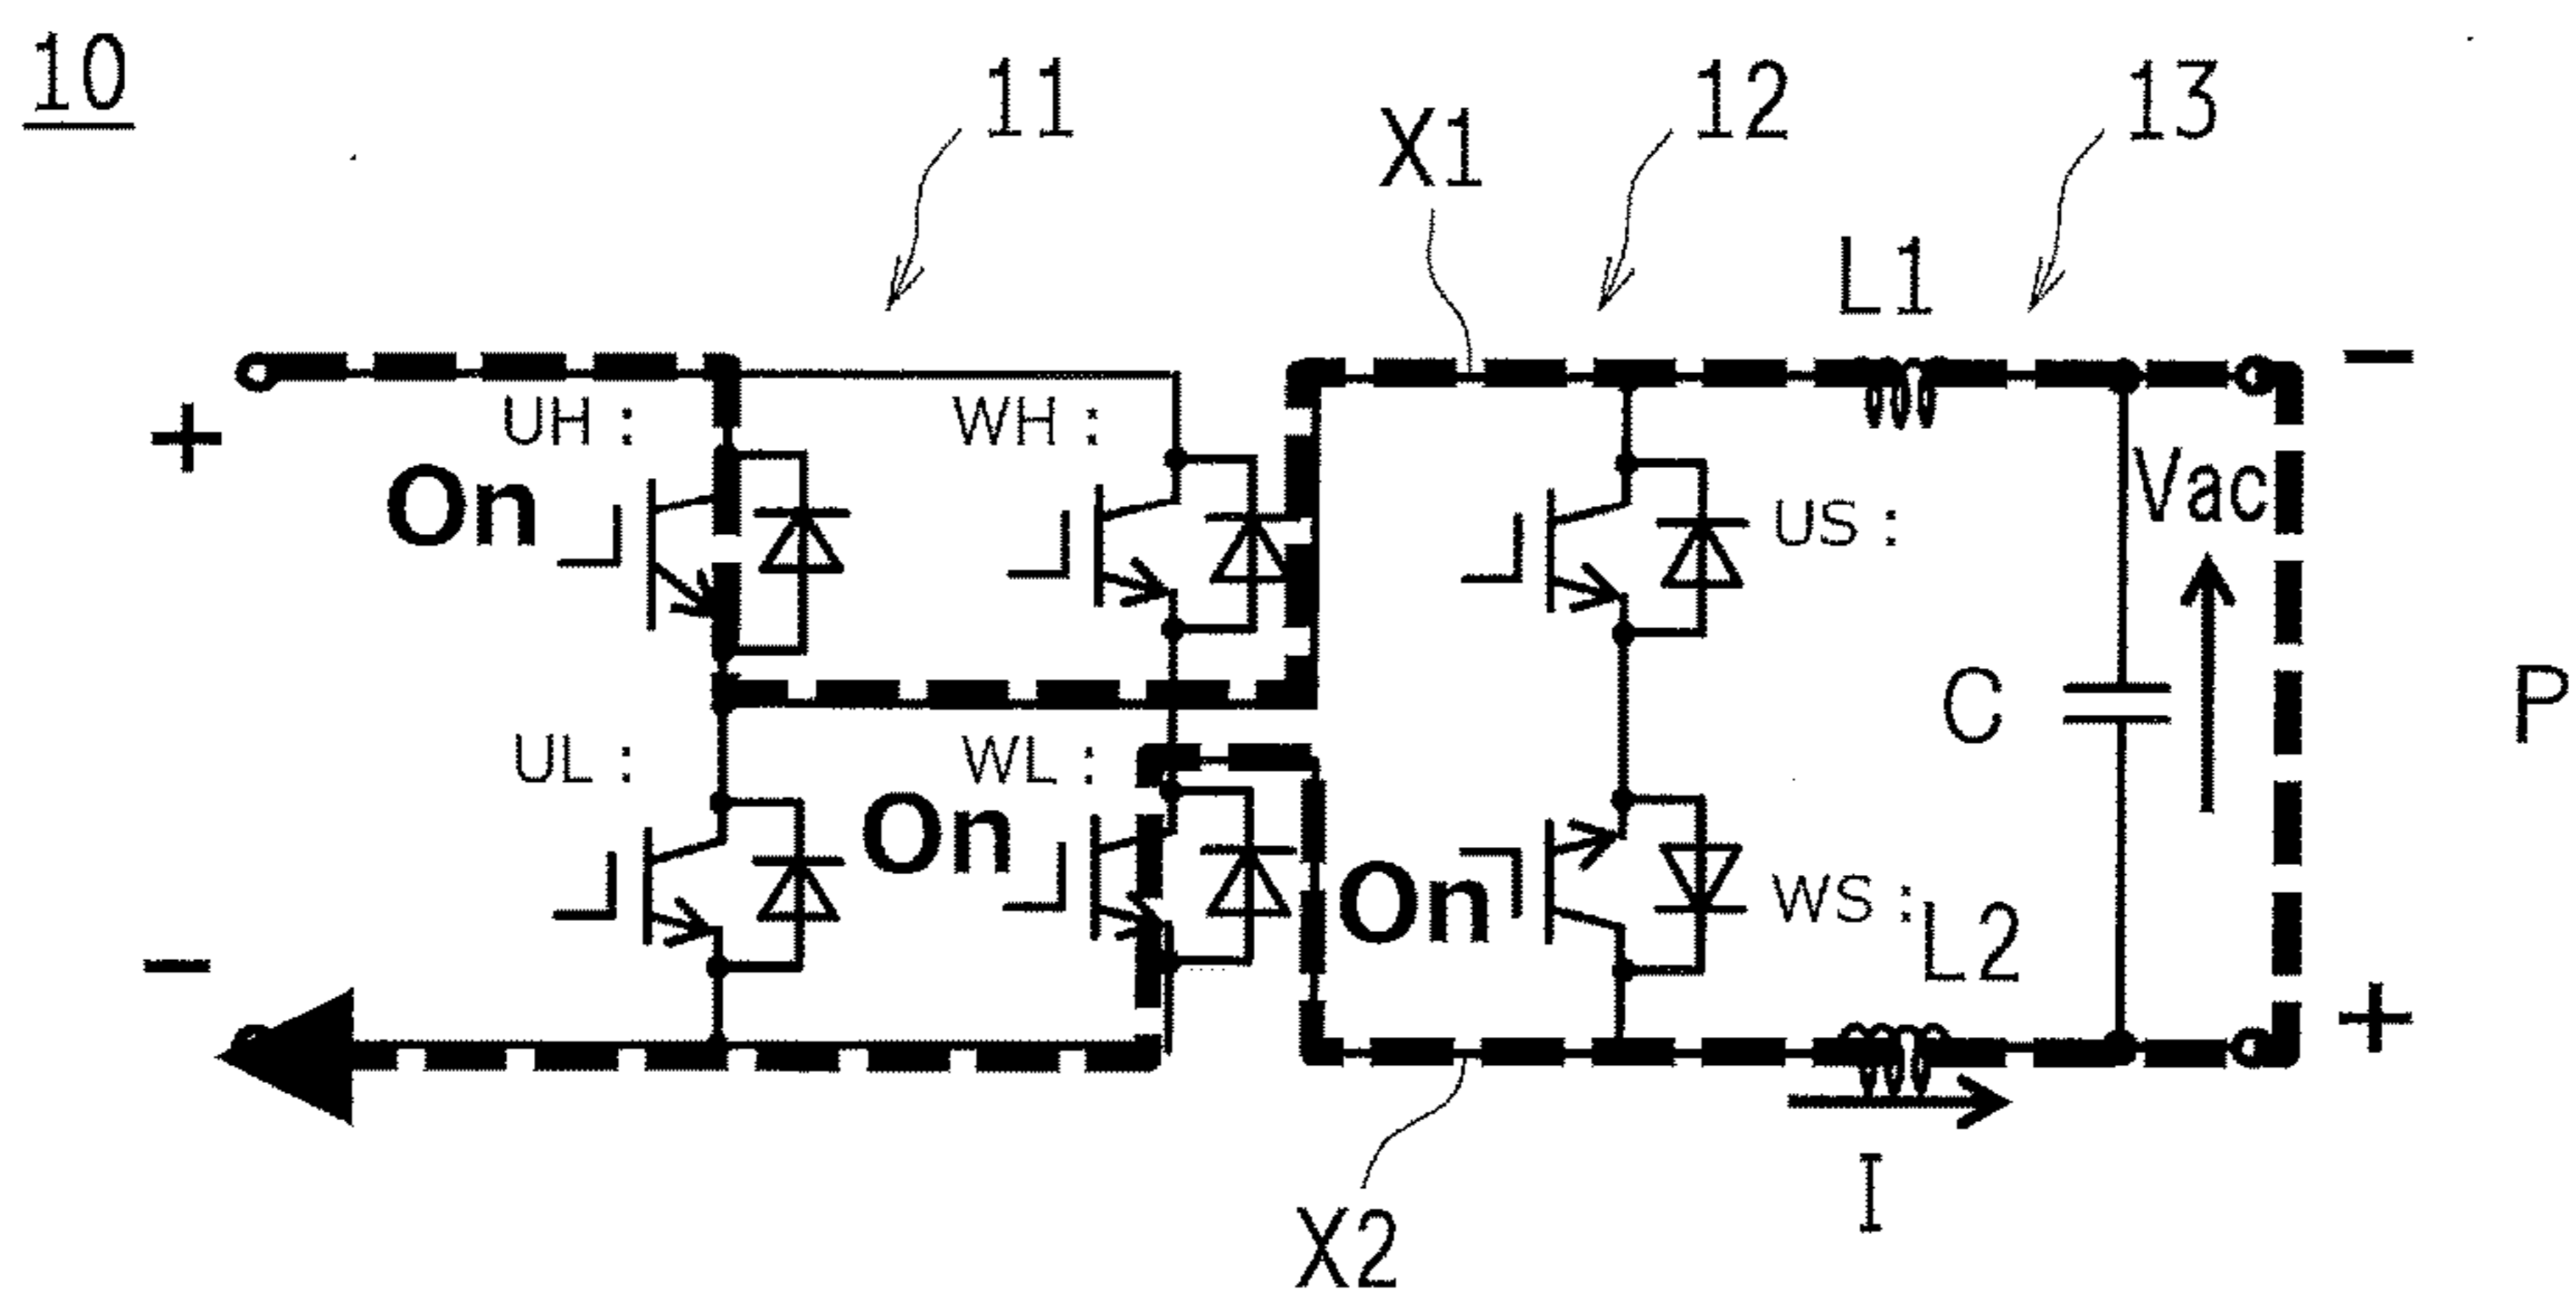 10
11
12
13
X1
L1
−
+
UH :
WH :
On
US :
Vac
C
P
UL :
WL :
On
On
WS :
L2
−
+
I
X2